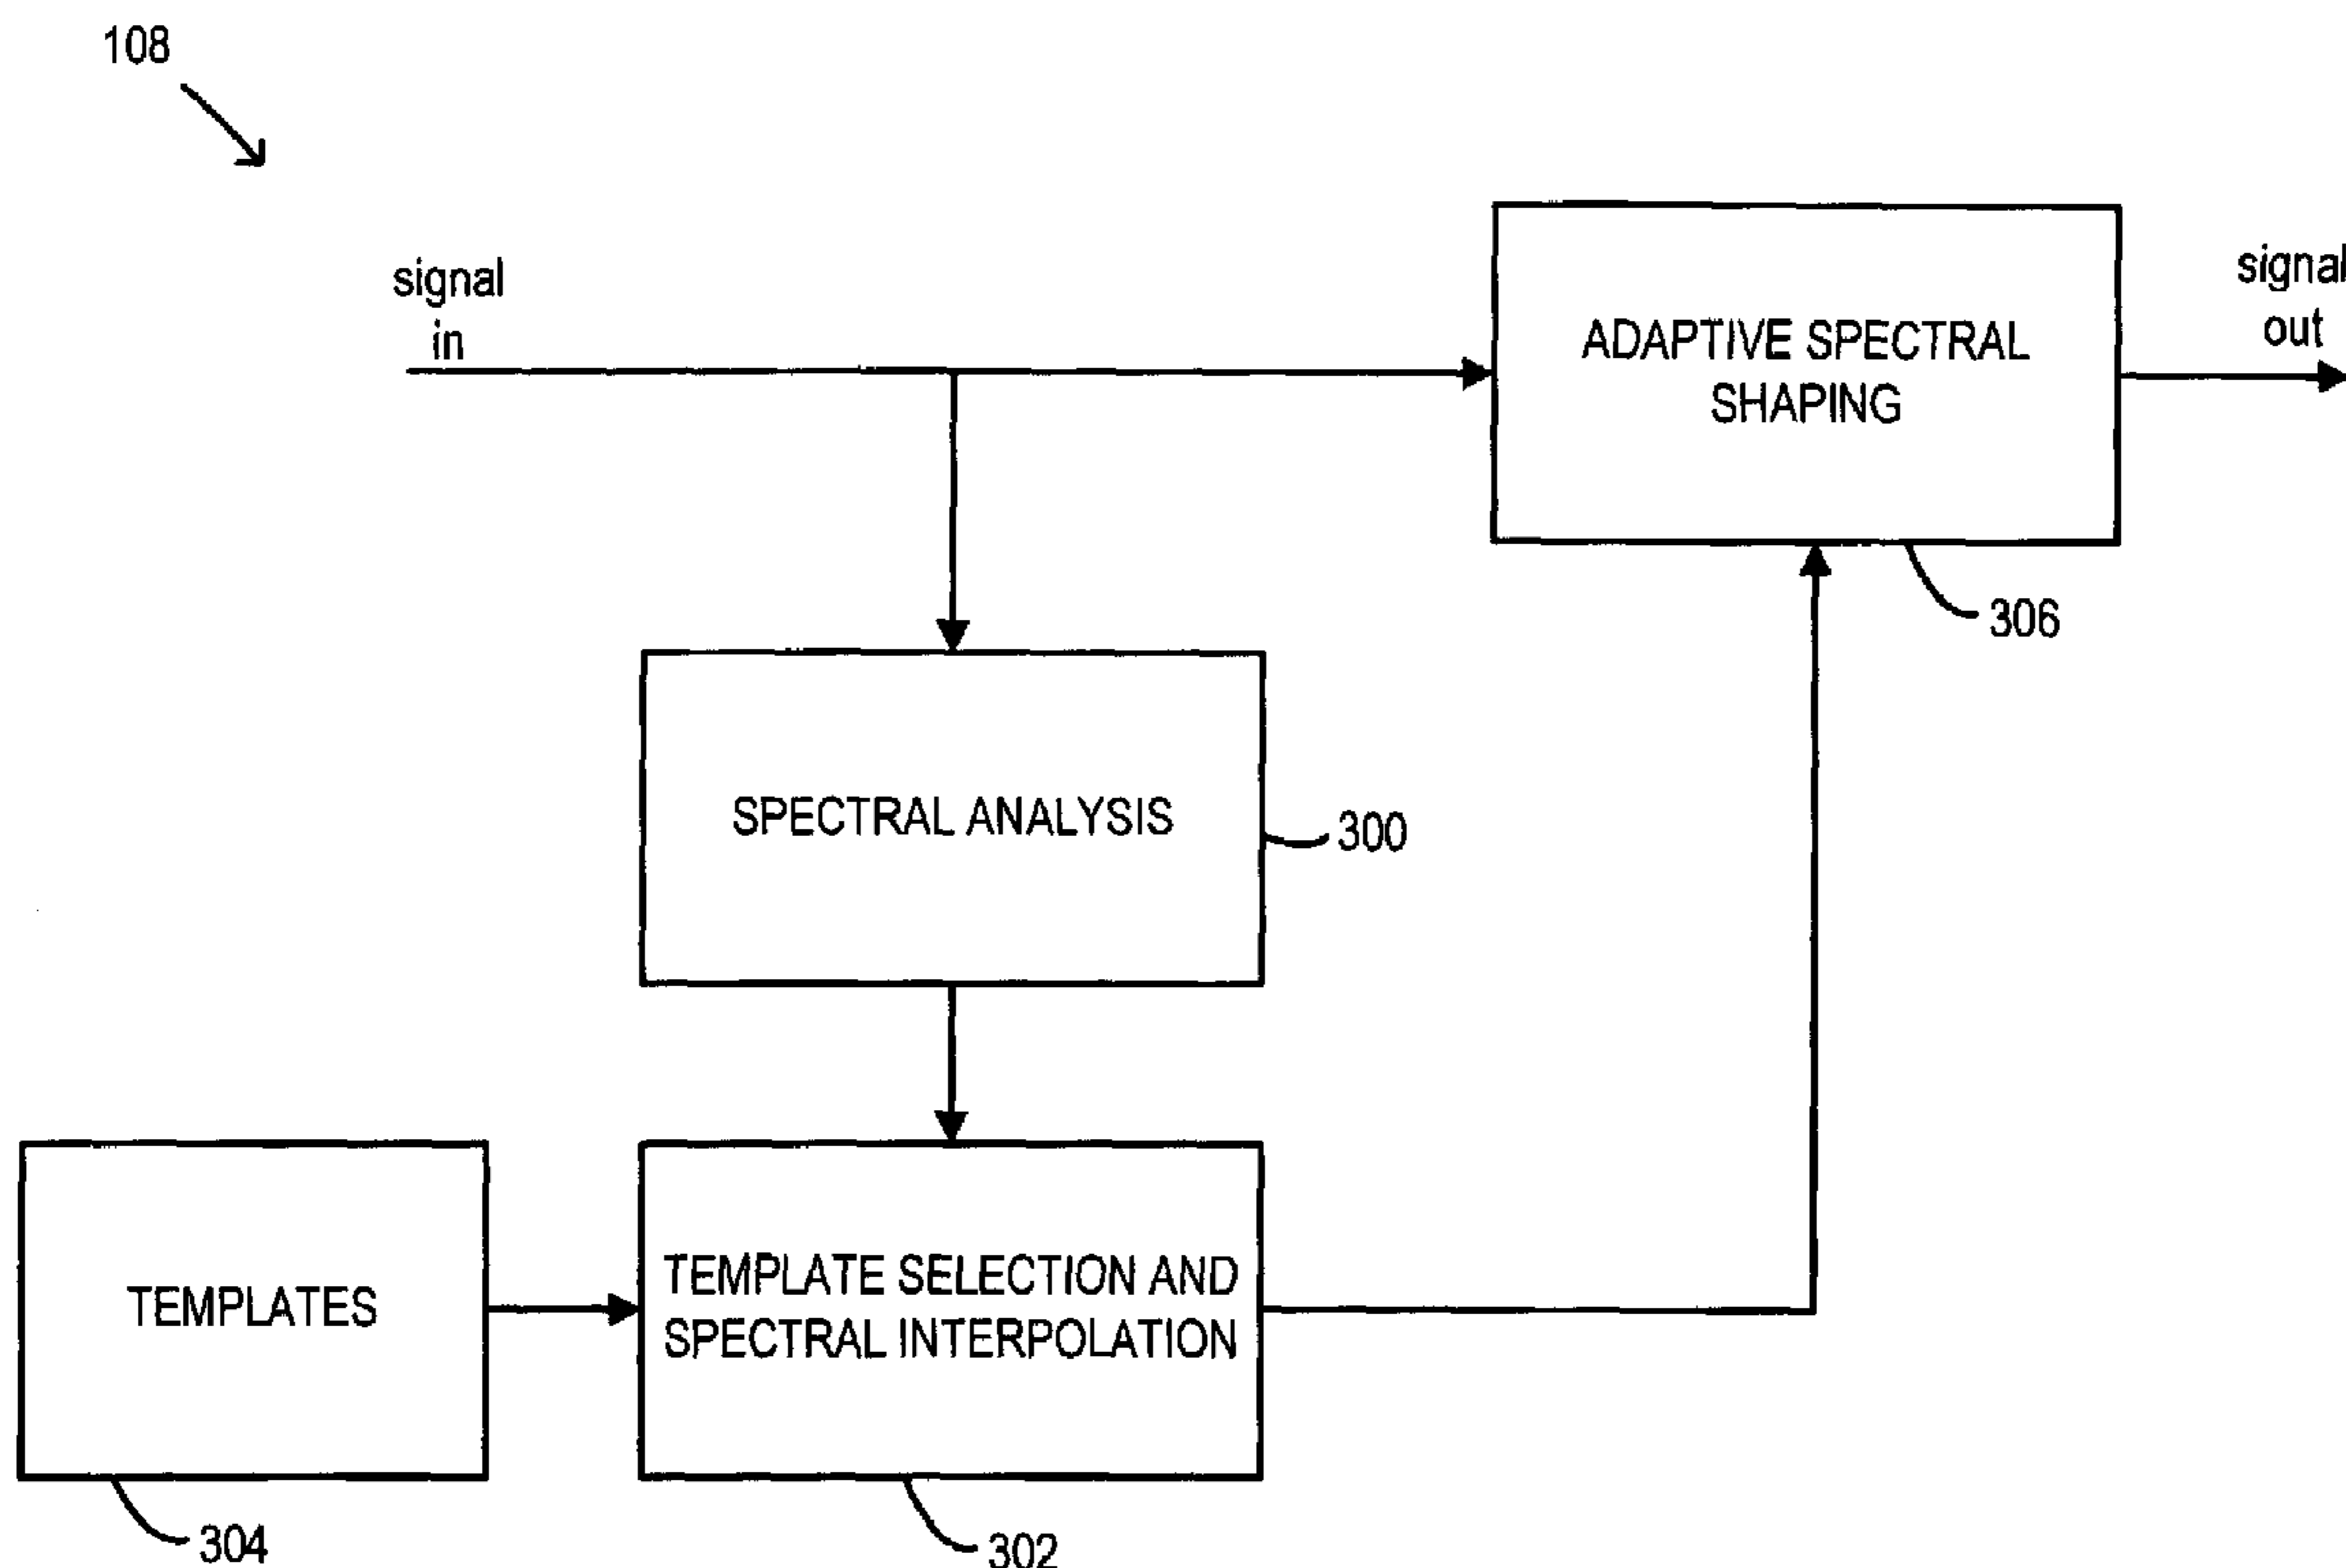 108
signal
in
signal
out
ADAPTIVE SPECTRAL
SHAPING
306
SPECTRAL ANALYSIS
300
TEMPLATES
TEMPLATE SELECTION AND
SPECTRAL INTERPOLATION
304
302